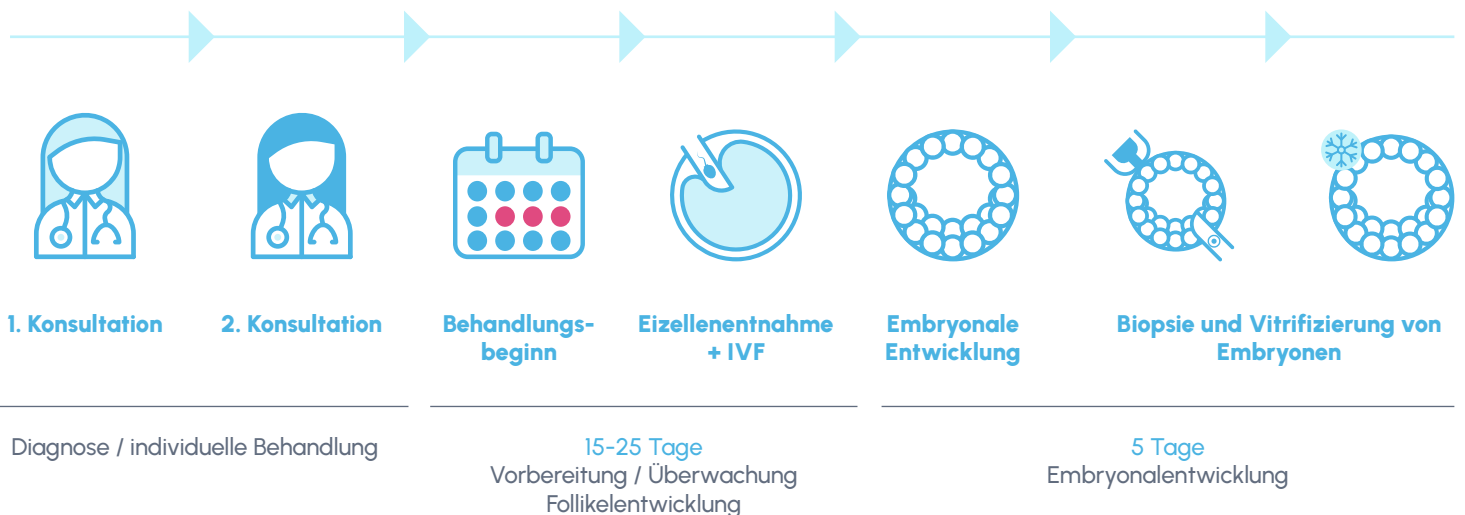 1. Konsultation
2. Konsultation
Behandlungs-
beginn
Eizellenentnahme
+ IVF
Embryonale
Entwicklung
Biopsie und Vitrifizierung von
Embryonen
Diagnose / individuelle Behandlung
15-25 Tage
Vorbereitung / Überwachung
Follikelentwicklung
5 Tage
Embryonalentwicklung